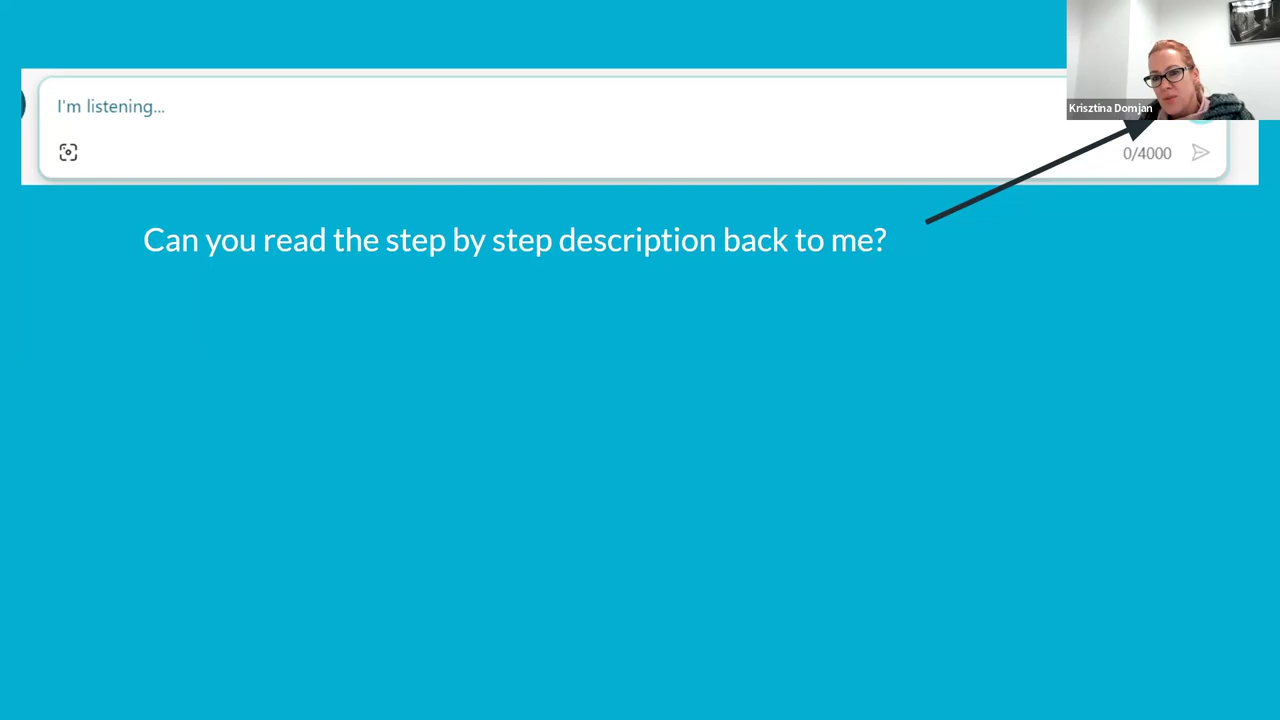 I'm listening...
Krisztina Domjan
0/4000
Can you read the step by step description back to me?